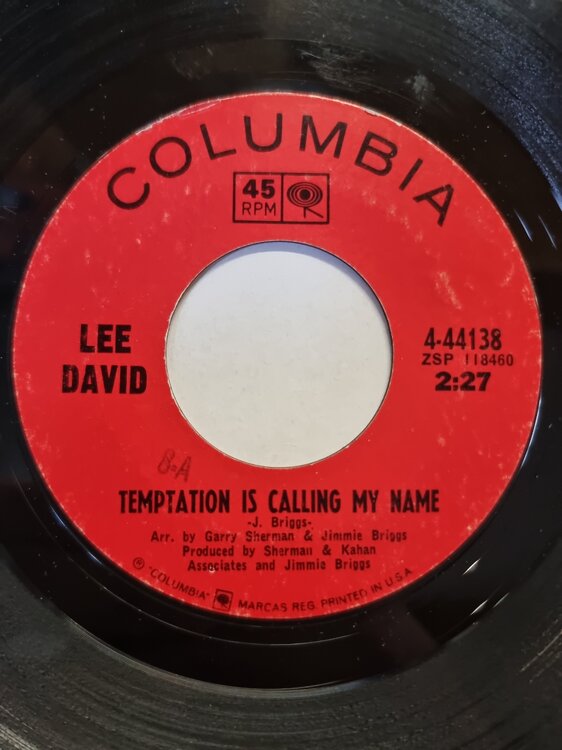 COLUMBIA
45
RPM
LEE
DAVID
4-44138
ZSP 118460
2:27
8-A
TEMPTATION IS CALLING MY NAME
-J. Briggs-
Arr. by Garry Sherman & Jimmie Briggs
Produced by Sherman & Kahan
Associates and Jimmie Briggs
® "COLUMBIA" MARCAS REG. PRINTED IN U.S.A.